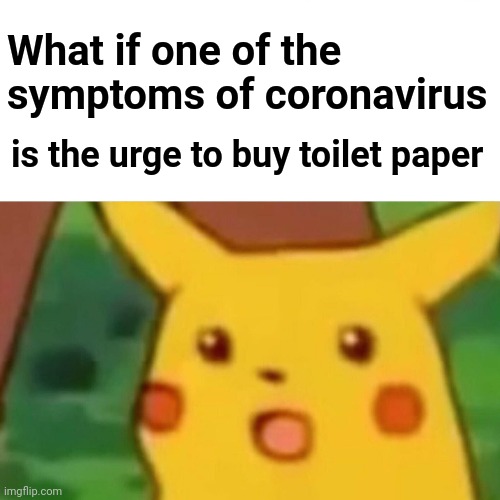 What if one of the
symptoms of coronavirus
is the urge to buy toilet paper
imgflip.com